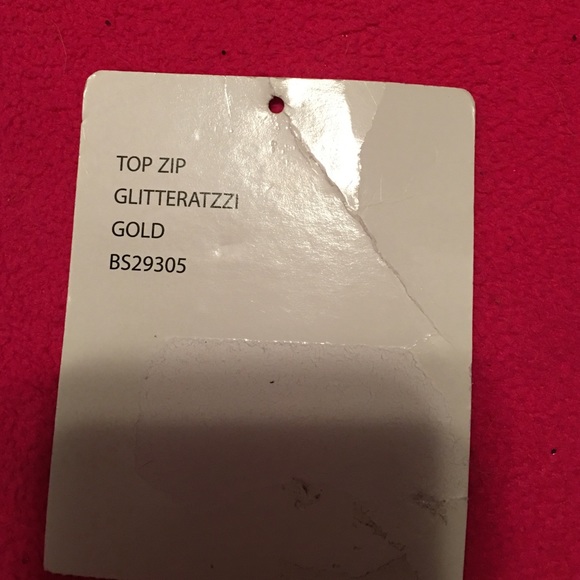 TOP ZIP
GLITTERATZZI
GOLD
BS29305